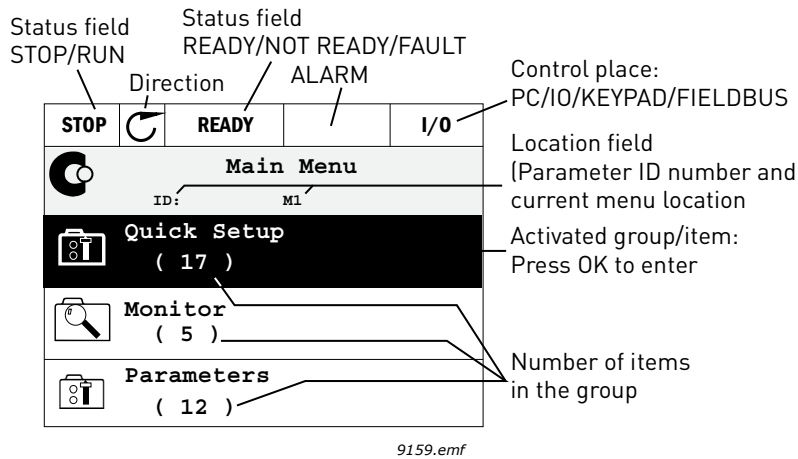 Status field
STOP/RUN
Direction
Status field
READY/NOT READY/FAULT
ALARM
Control place:
PC/IO/KEYPAD/FIELDBUS
STOP
READY
I/O
Main Menu
ID:
M1
Location field
(Parameter ID number and
current menu location
Quick Setup
( 17 )
Activated group/item:
Press OK to enter
Monitor
( 5 )
Parameters
( 12 )
Number of items
in the group
9159.emf